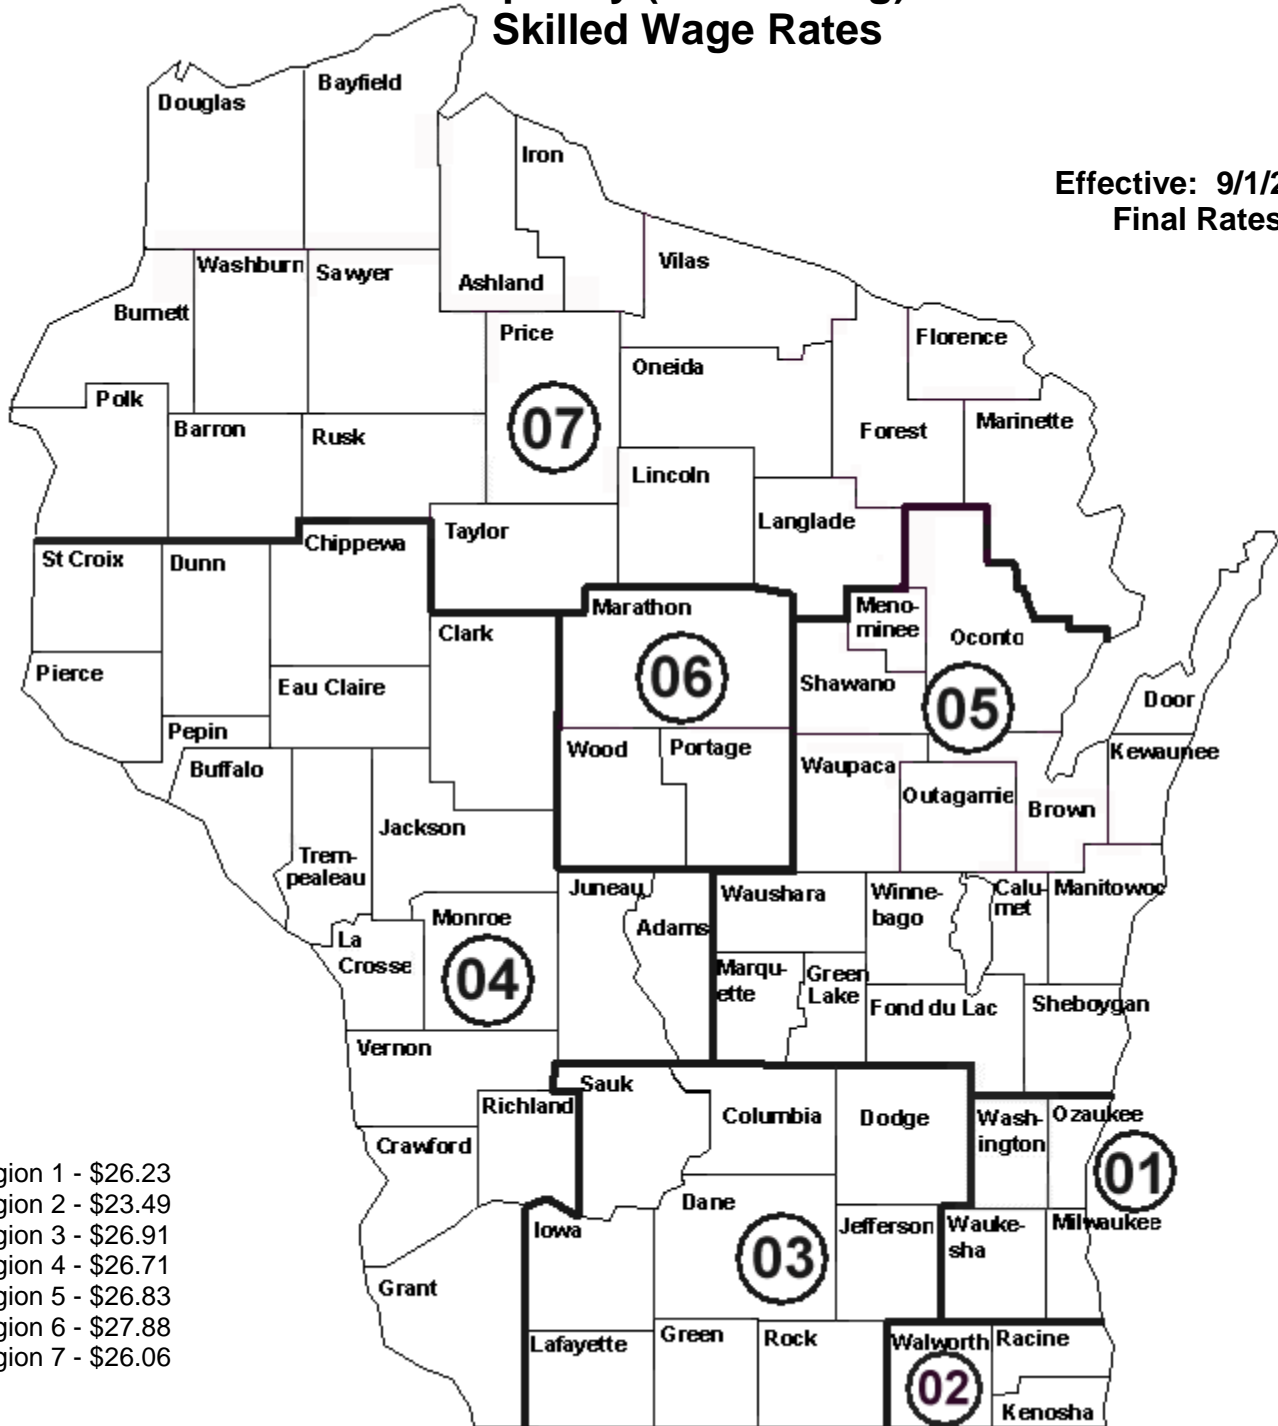 Skilled Wage Rates
Bayfield
Douglas
Iron
Effective: 9/1/2
Final Rates
Vilas
Washburn
Sawyer
Ashland
Burnett
Price
Florence
Oneida
Polk
Barron
Rusk
07
Forest
Marinette
Lincoln
Langlade
Taylor
Chippewa
St Croix
Dunn
Marathon
Meno-
minee
Clark
Oconto
06
Pierce
Eau Claire
Shawano
05
Door
Pepin
Wood
Portage
Kewaunee
Buffalo
Waupaca
Outagamie
Brown
Jackson
Trem-
pealeau
Juneau
Waushara
Winne-
bago
Calu-
met
Manitowoc
Monroe
Adams
La
Crosse
04
Marqu-
ette
Green
Lake
Fond du Lac
Sheboygan
Vernon
Sauk
Richland
Columbia
Dodge
Wash-
ington
Ozaukee
Crawford
01
Dane
Iowa
Jefferson
Wauke-
sha
Milwaukee
03
Grant
Lafayette
Green
Rock
Walworth
Racine
02
Kenosha
gion 1 - $26.23
gion 2 - $23.49
gion 3 - $26.91
gion 4 - $26.71
gion 5 - $26.83
gion 6 - $27.88
gion 7 - $26.06